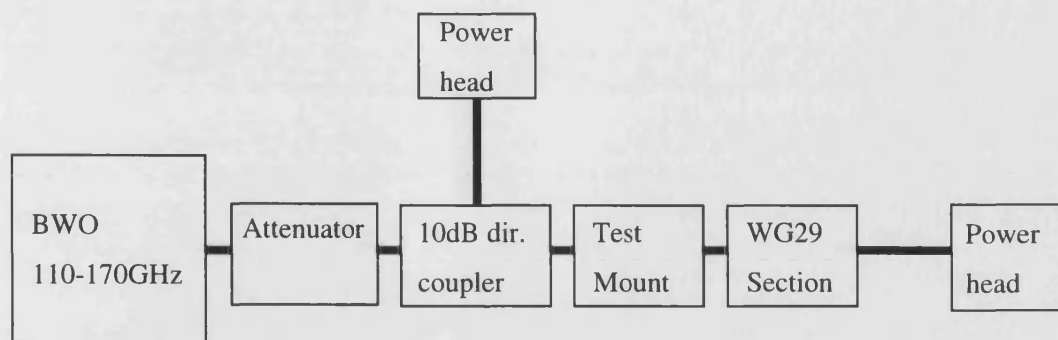 Power
head
BWO
110-170GHz
Attenuator
10dB dir.
coupler
Test
Mount
WG29
Section
Power
head